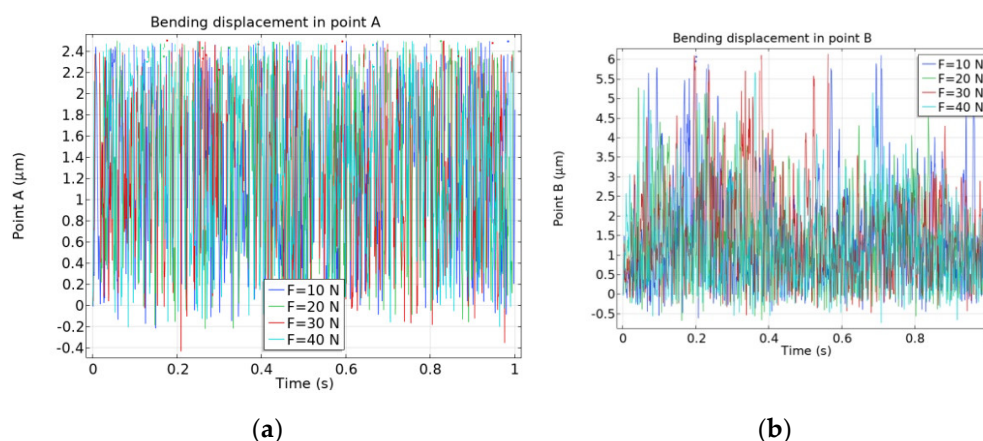 Bending displacement in point A
Point A (µm)
2.4
2.2
2
1.8
1.6
1.4
1.2
1
0.8
0.6
0.4
0.2
0
-0.2
-0.4
F=10 N
F=20 N
F=30 N
F=40 N
0
0.2
0.4
0.6
0.8
1
Time (s)
(a)
Bending displacement in point B
Point B (µm)
6
5.5
5
4.5
4
3.5
3
2.5
2
1.5
1
0.5
0
-0.5
F=10 N
F=20 N
F=30 N
F=40 N
0
0.2
0.4
0.6
0.8
Time (s)
(b)